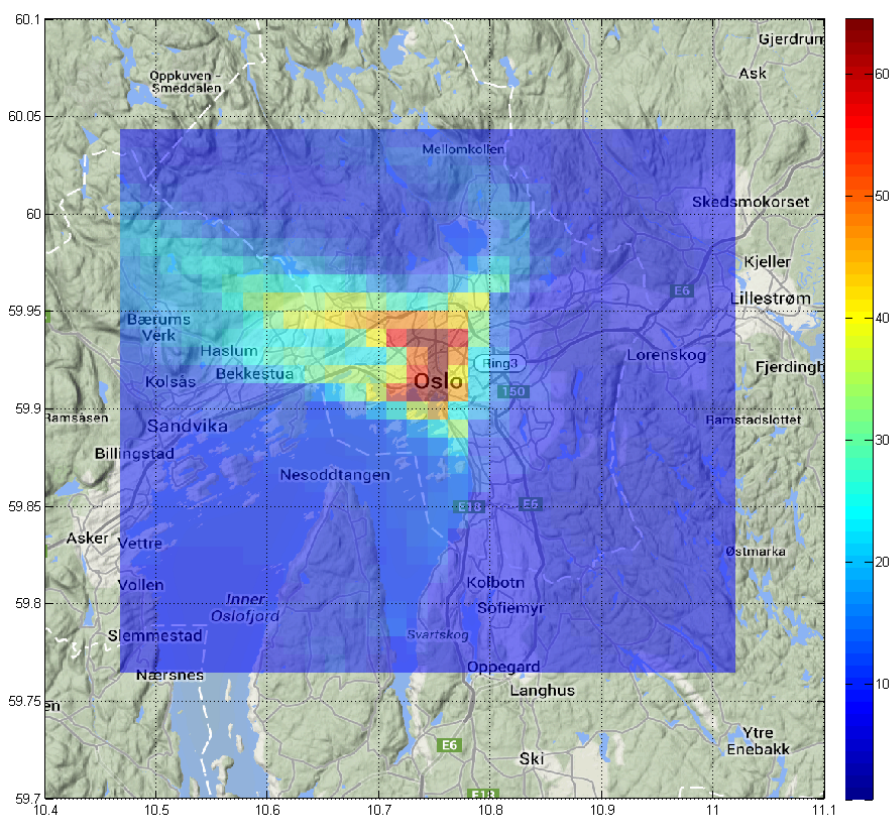 60.1
Gjerdrum
60
Oppkuven -
Smeddalen
Ask
60.05
50
Mellomkollen
60
Skedsmokorset
Kjeller
E6
Lillestrøm
59.95
40
Bærums
Verk
Haslum
Ring3
Lorenskog
Bekkestua
Fjerdingb
Kolsås
Oslo
150
59.9
Ramsåsen
Ramstadslottet
Sandvika
30
Billingstad
Nesoddtangen
59.85
E18
E6
Asker
Vettre
Østmarka
20
Vollen
Kolbotn
59.8
Inner
Oslofjord
Sofiemyr
Slemmestad
Svartskog
Nærsnes
Oppegard
10
Langhus
59.75
en
E6
Ytre
Enebakk
Ski
59.7
E18
10.4
10.5
10.6
10.7
10.8
10.9
11
11.1